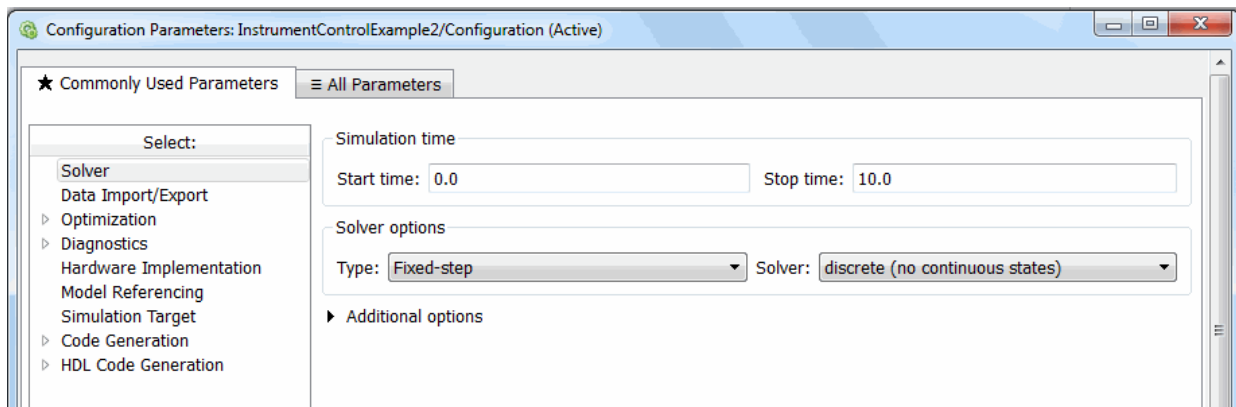 Configuration Parameters: InstrumentControlExample2/Configuration (Active)
★ Commonly Used Parameters
≡ All Parameters
Select:
Solver
Data Import/Export
Optimization
Diagnostics
Hardware Implementation
Model Referencing
Simulation Target
Code Generation
HDL Code Generation
Simulation time
Start time: 0.0 Stop time: 10.0
Solver options
Type: Fixed-step Solver: discrete (no continuous states)
Additional options